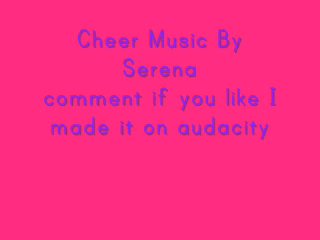 Cheer Music By
Serena
comment if you like I
made it on audacity